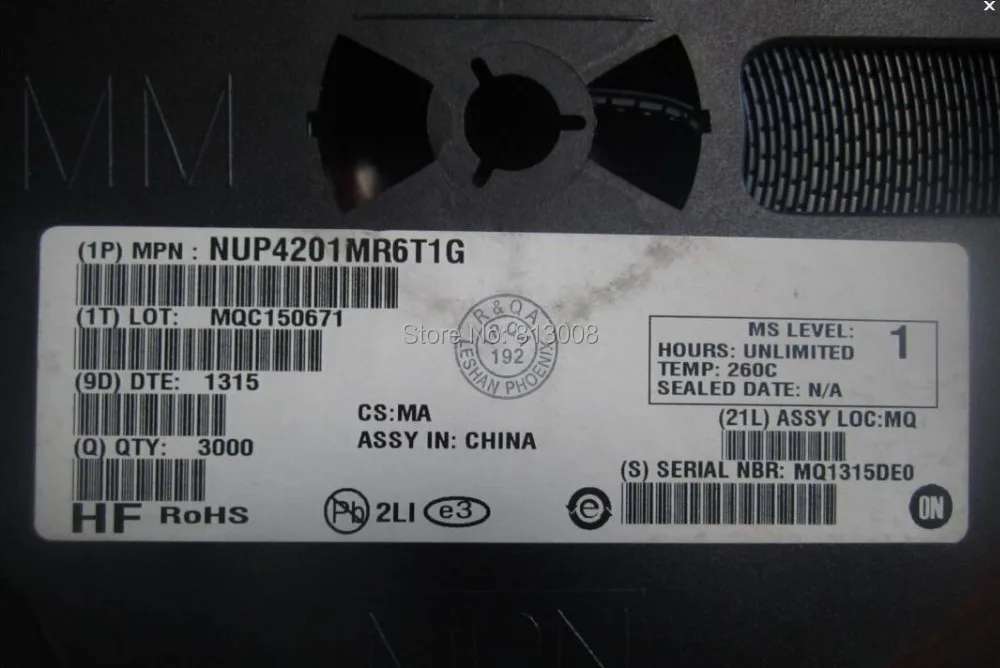 MM
(1P) MPN : NUP4201MR6T1G
(1T) LOT: MQC150671
Store No: 813008
R & QA
192
LESHAN PHOENIX
MS LEVEL: 1
HOURS: UNLIMITED
TEMP: 260C
SEALED DATE: N/A
(9D) DTE: 1315
CS:MA
(21L) ASSY LOC:MQ
(Q) QTY: 3000
ASSY IN: CHINA
(S) SERIAL NBR: MQ1315DE0
HF RoHS
Pb 2LI e3
e
ON